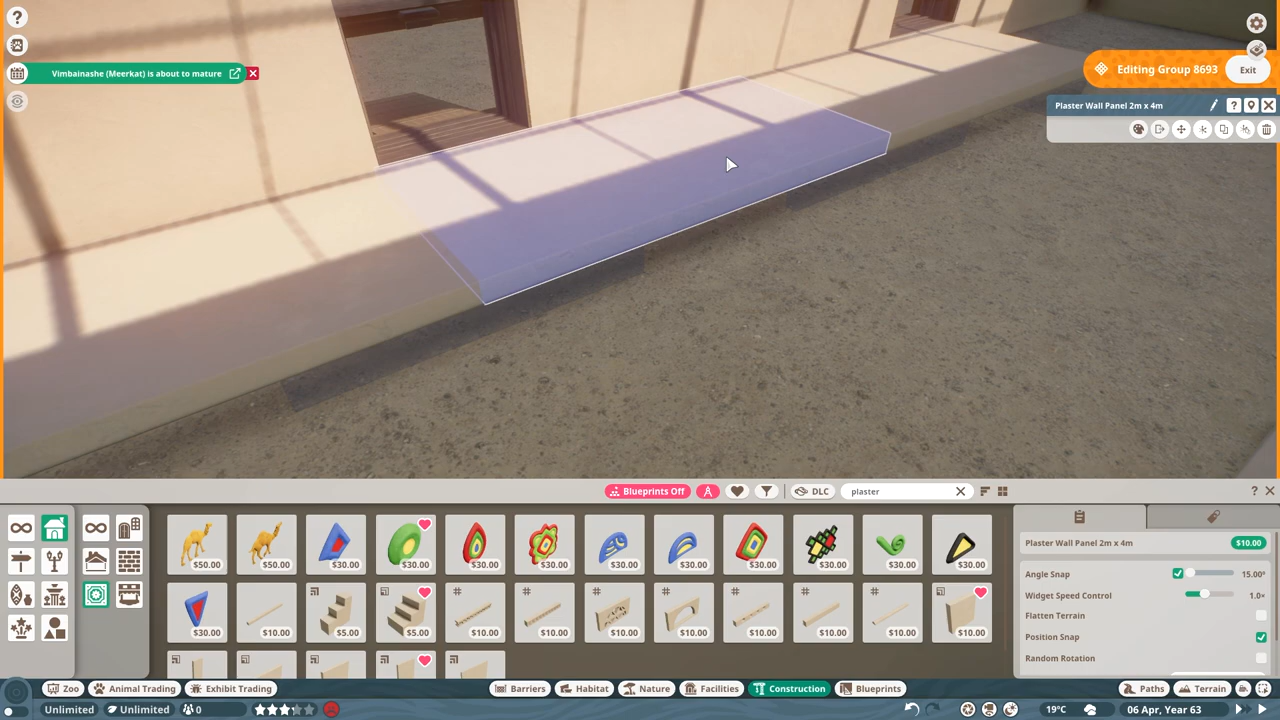 ?
Vimbainashe (Meerkat) is about to mature
Editing Group 8693
Exit
Plaster Wall Panel 2m x 4m
?
Blueprints Off
DLC
plaster
?
$50.00
$50.00
$30.00
$30.00
$30.00
$30.00
$30.00
$30.00
$30.00
$30.00
$30.00
$30.00
$30.00
$10.00
$5.00
$5.00
$10.00
$10.00
$10.00
$10.00
$10.00
$10.00
$10.00
$10.00
Plaster Wall Panel 2m x 4m
$10.00
Angle Snap
15.00°
Widget Speed Control
1.0×
Flatten Terrain
Position Snap
Random Rotation
Zoo
Animal Trading
Exhibit Trading
Barriers
Habitat
Nature
Facilities
Construction
Blueprints
Paths
Terrain
Unlimited
Unlimited
0
19°C
06 Apr, Year 63